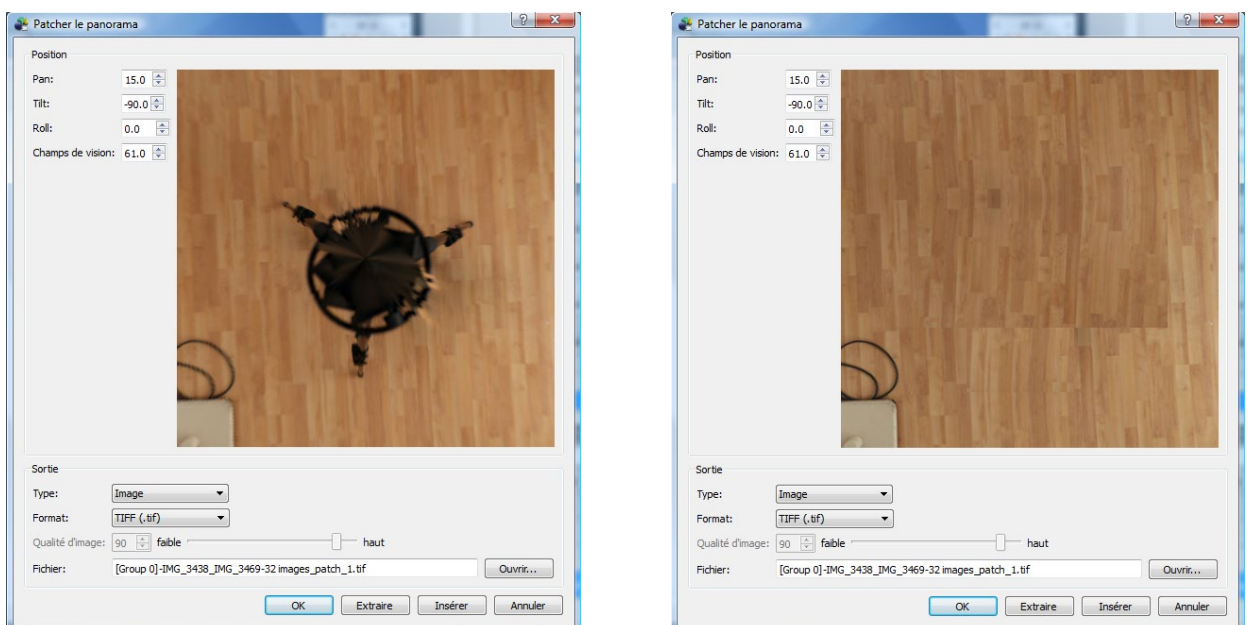 Patcher le panorama
Position
Pan: 15.0
Tilt: -90.0
Roll: 0.0
Champs de vision: 61.0
Sortie
Type: Image
Format: TIFF (.tif)
Qualité d'image: 90 faible haut
Fichier: [Group 0]-IMG_3438_IMG_3469-32 images_patch_1.tif Ouvrir...
OK Extraire Insérer Annuler
Patcher le panorama
Position
Pan: 15.0
Tilt: -90.0
Roll: 0.0
Champs de vision: 61.0
Sortie
Type: Image
Format: TIFF (.tif)
Qualité d'image: 90 faible haut
Fichier: [Group 0]-IMG_3438_IMG_3469-32 images_patch_1.tif Ouvrir...
OK Extraire Insérer Annuler